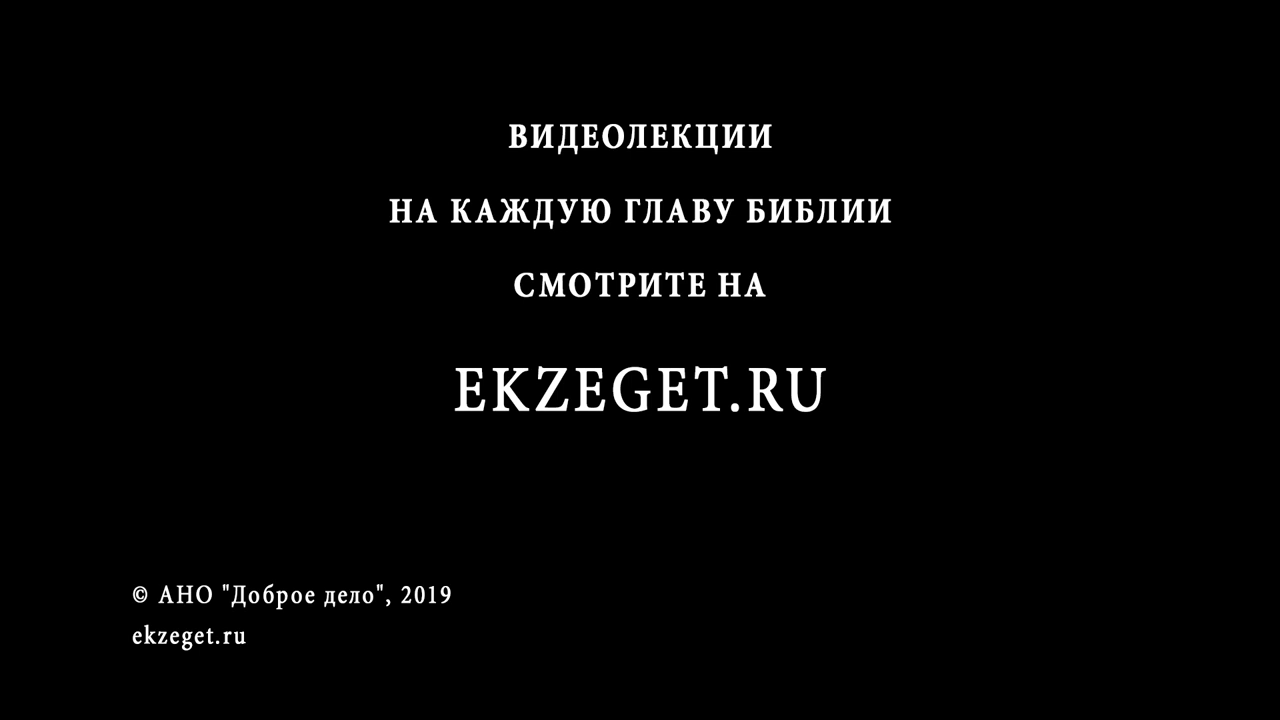 ВИДЕОЛЕКЦИИ
НА КАЖДУЮ ГЛАВУ БИБЛИИ
СМОТРИТЕ НА
EKZEGET.RU
© АНО "Доброе дело", 2019
ekzeget.ru